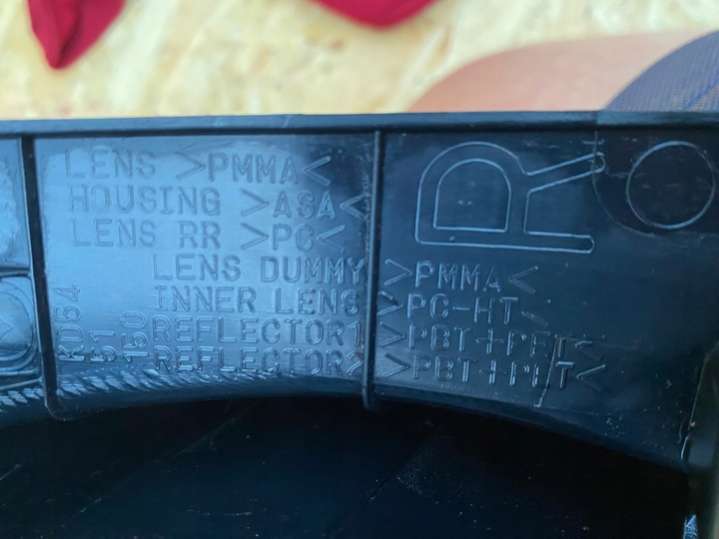 LENS >PMMA<
HOUSING >ASA<
LENS RR >PC<
LENS DUMMY >PMMA<
INNER LENS >PC-HT<
REFLECTOR1 >PBT+PET<
REFLECTOR2 >PBT+PET<
R